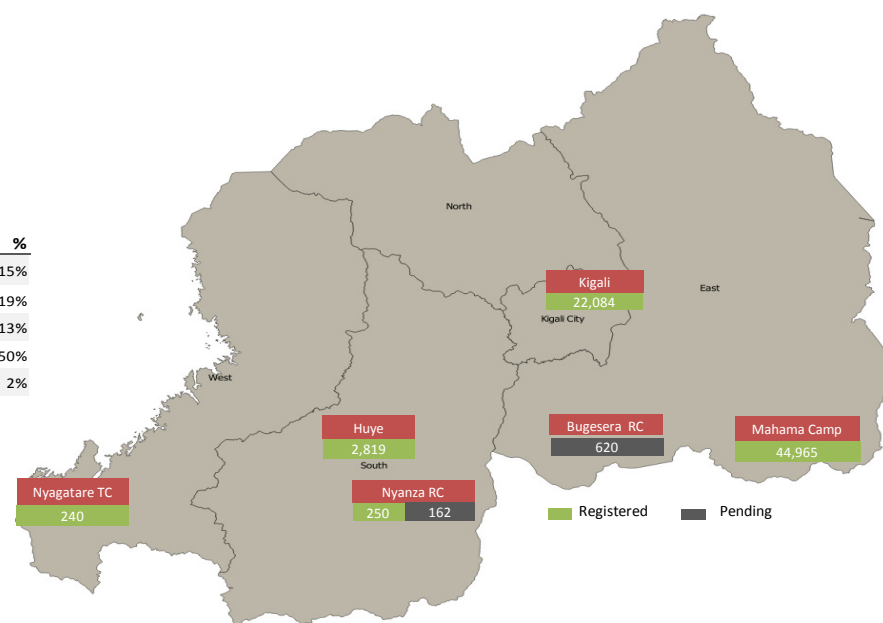 %
15%
19%
13%
50%
2%
North
Kigali
22,084
Kigali City
East
West
Huye
2,819
South
Bugesera RC
620
Mahama Camp
44,965
Nyagatare TC
240
Nyanza RC
250 162
Registered Pending